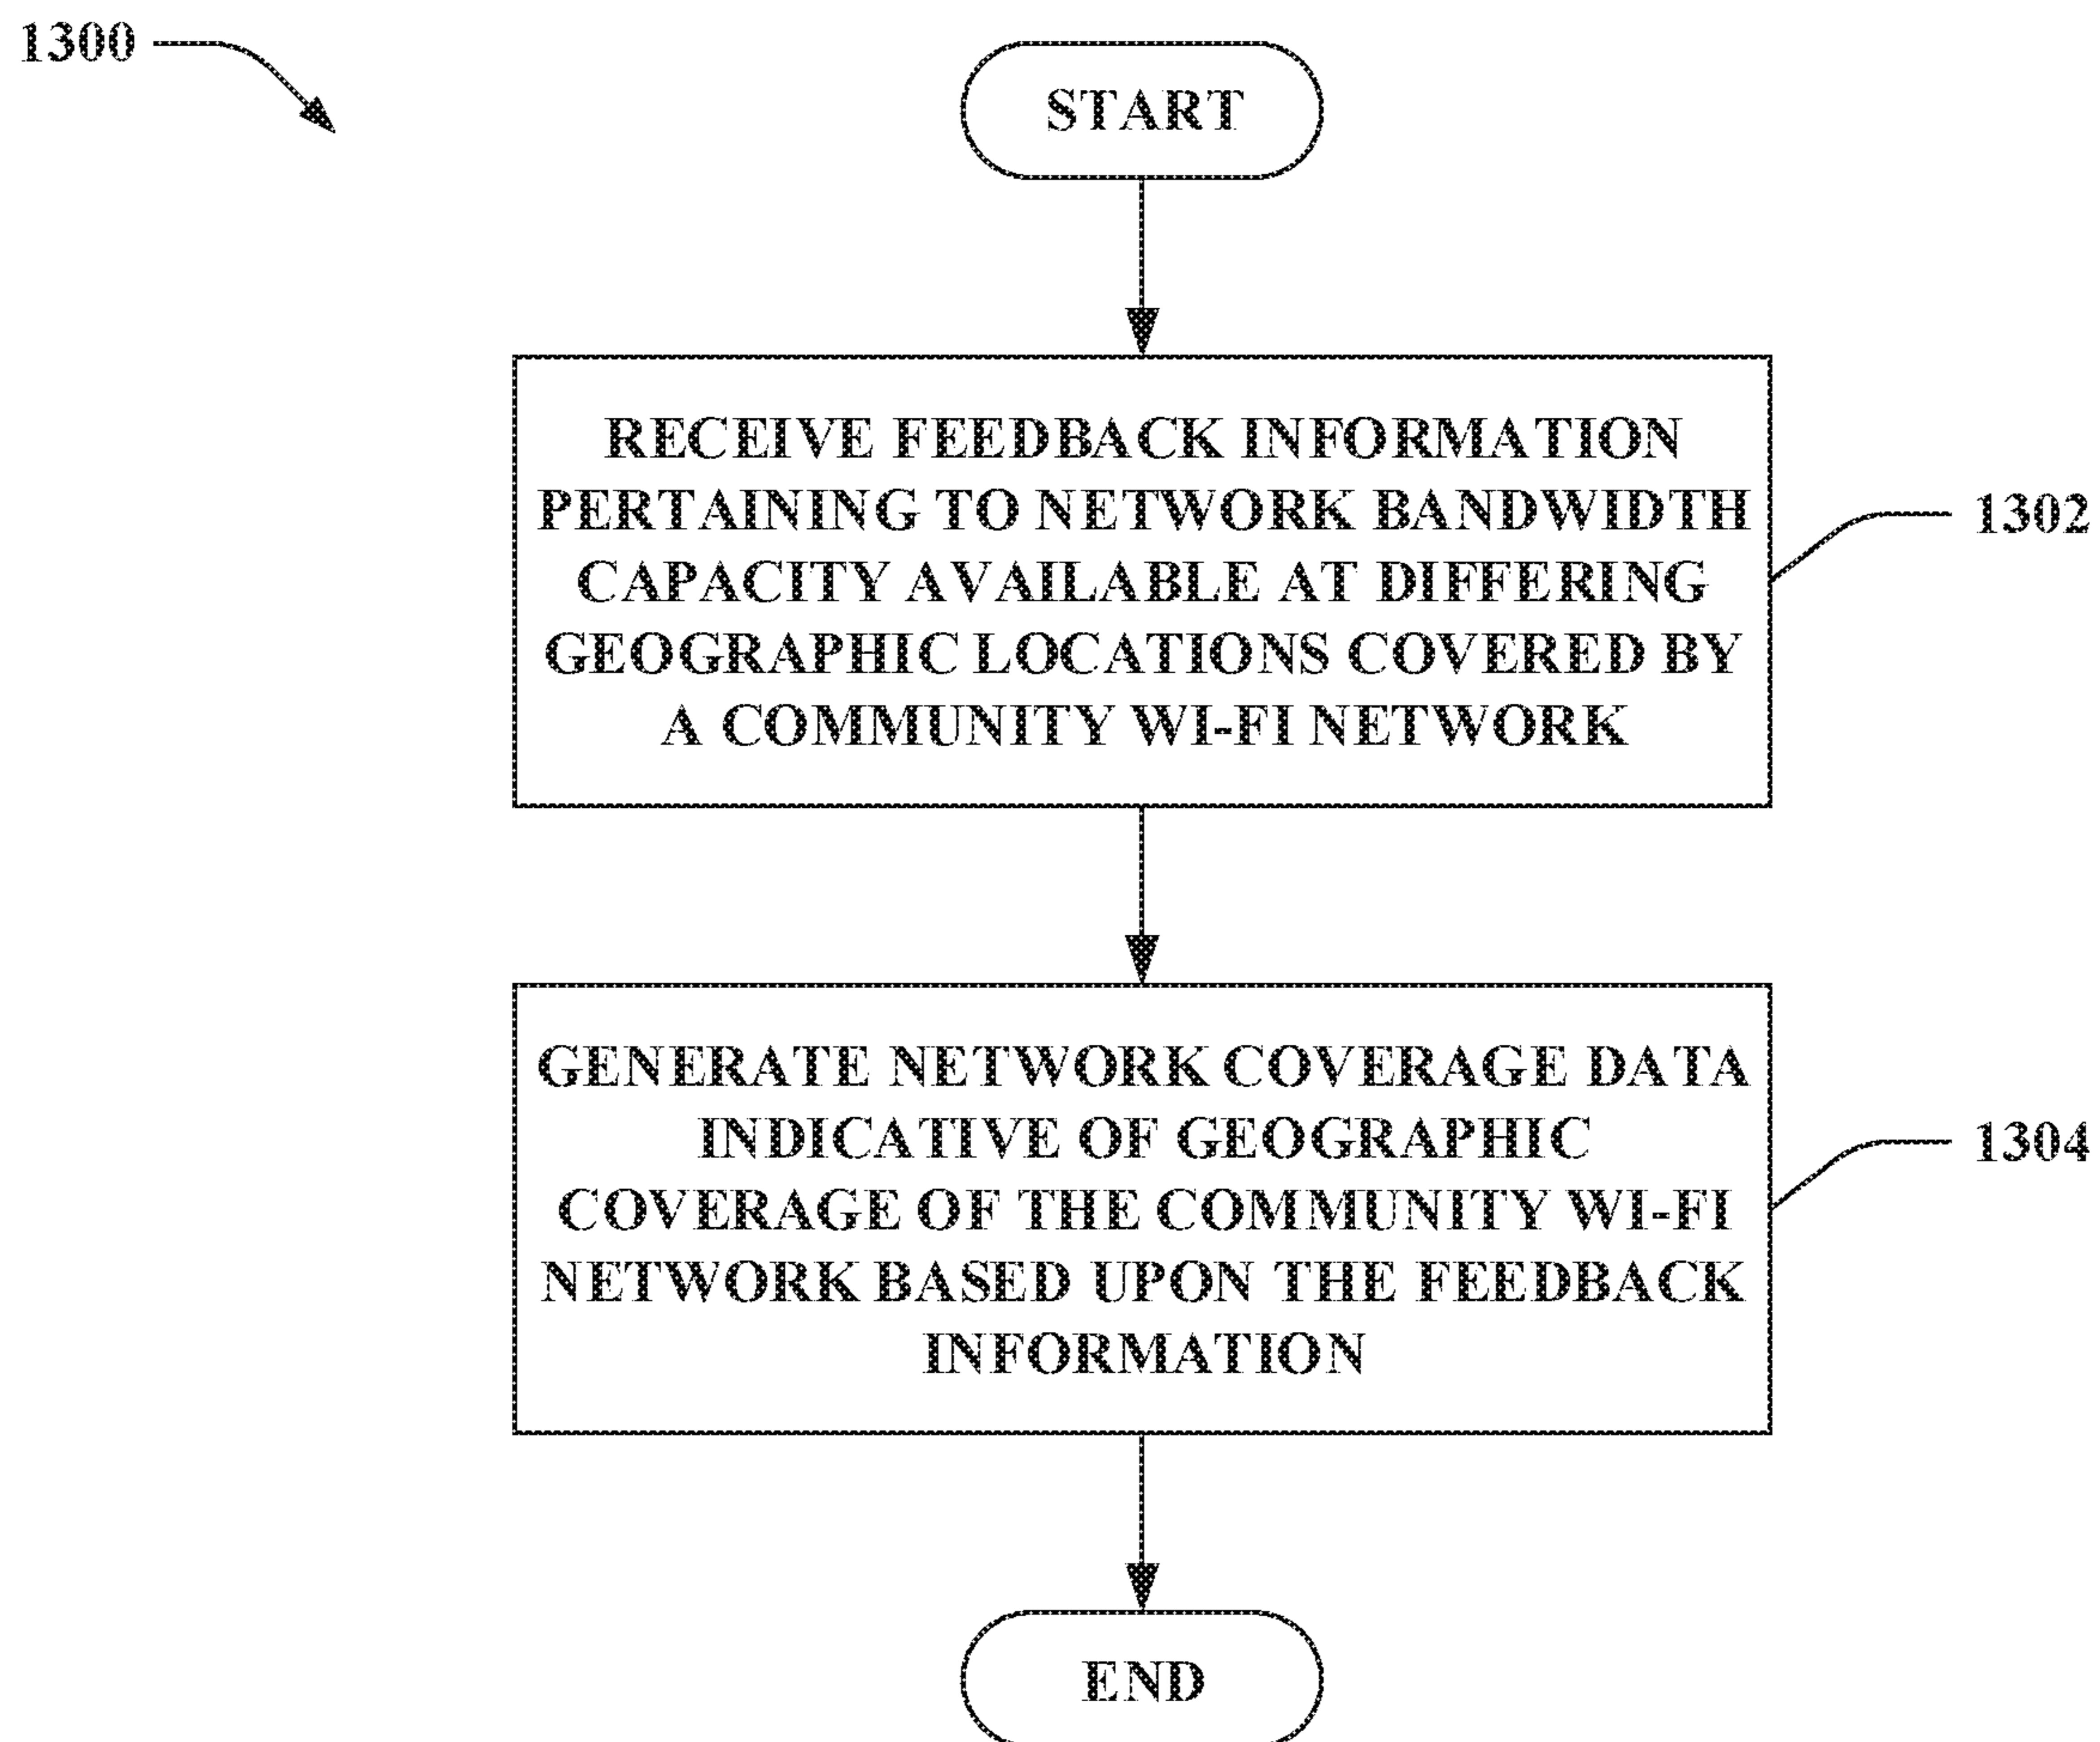 1300
START
RECEIVE FEEDBACK INFORMATION
PERTAINING TO NETWORK BANDWIDTH
CAPACITY AVAILABLE AT DIFFERING
GEOGRAPHIC LOCATIONS COVERED BY
A COMMUNITY WI-FI NETWORK
1302
GENERATE NETWORK COVERAGE DATA
INDICATIVE OF GEOGRAPHIC
COVERAGE OF THE COMMUNITY WI-FI
NETWORK BASED UPON THE FEEDBACK
INFORMATION
1304
END